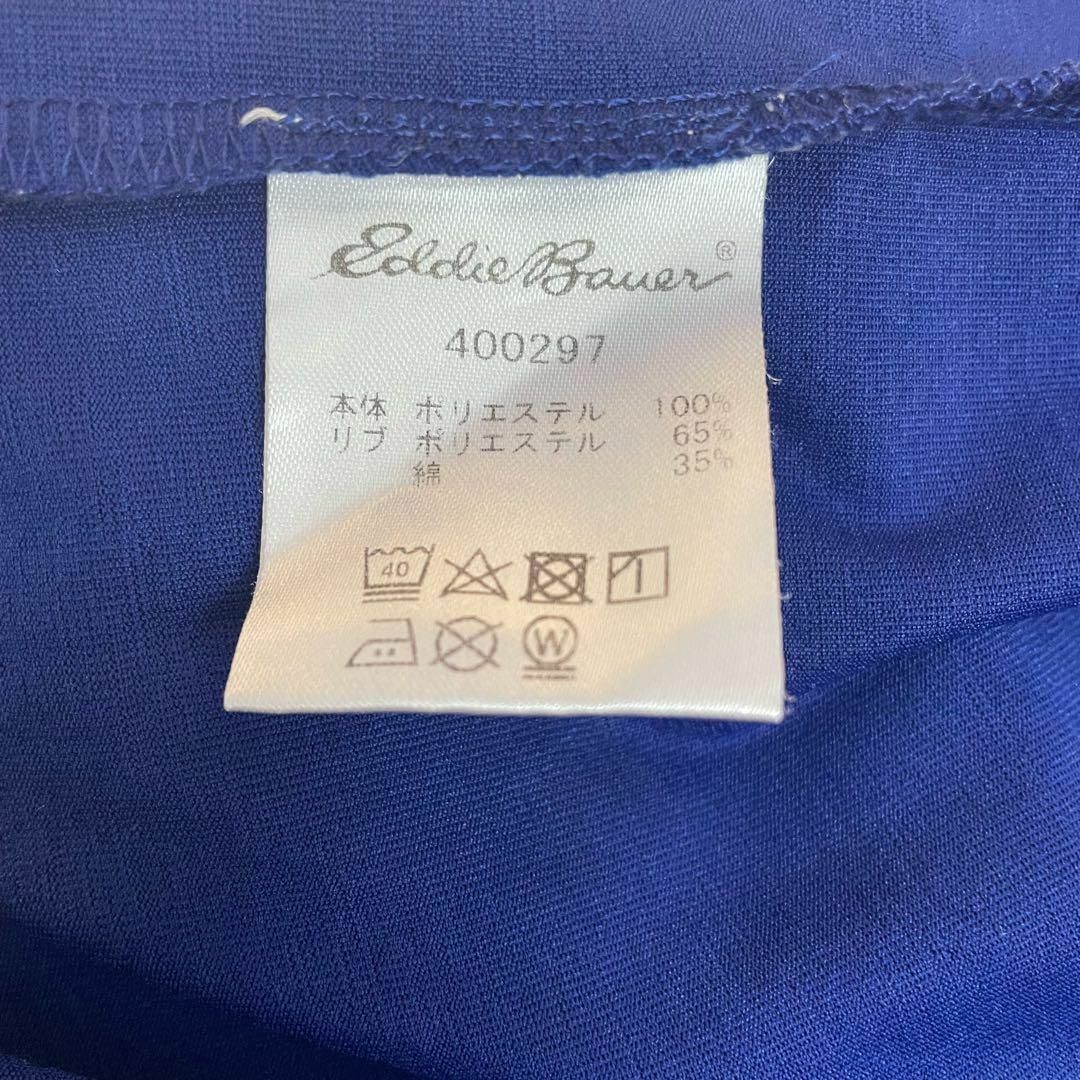 Eddie Bauer®
400297
本体 ポリエステル 100%
リブ ポリエステル 65%
綿 35%
40
W